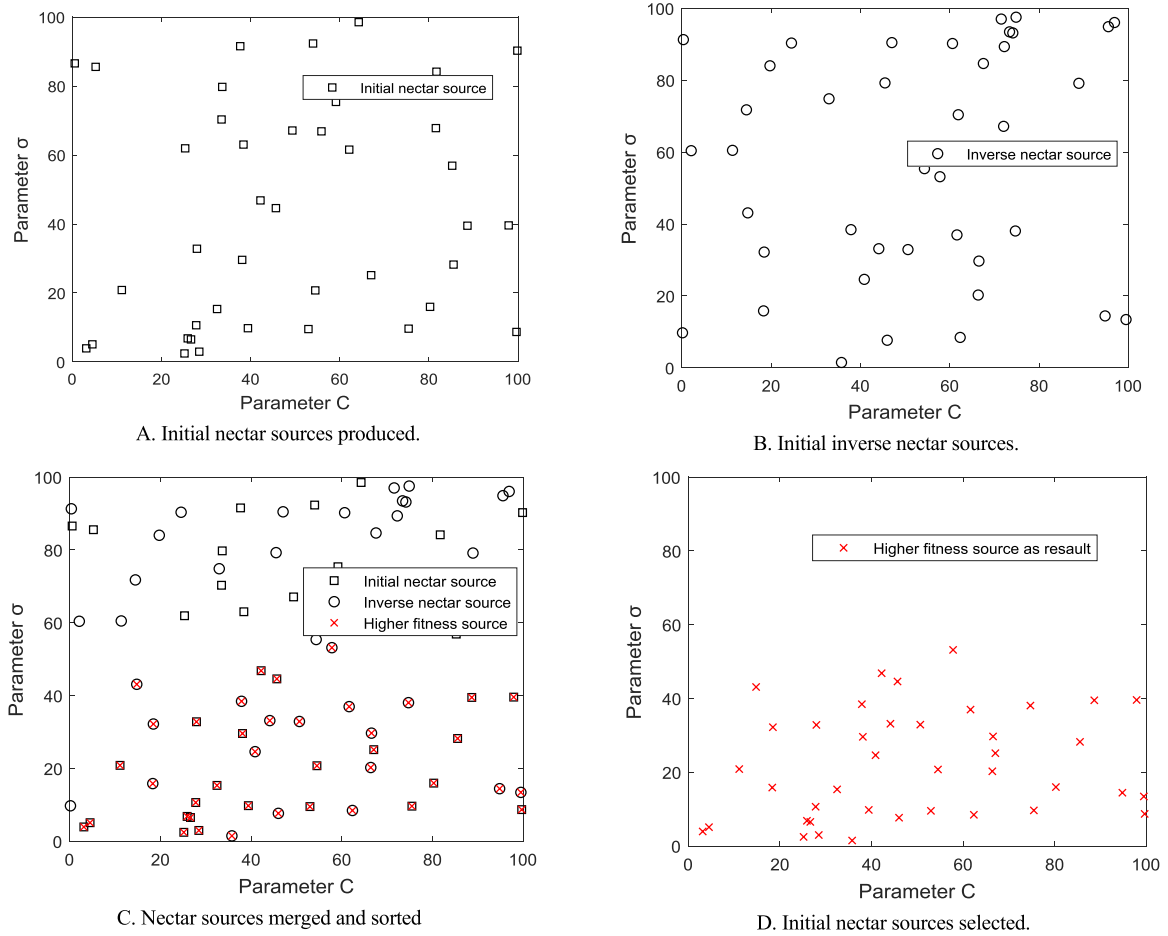 100
80
60
40
20
0
Parameter σ
Initial nectar source
0 20 40 60 80 100
Parameter C
A. Initial nectar sources produced.
100
80
60
40
20
0
Parameter σ
Inverse nectar source
0 20 40 60 80 100
Parameter C
B. Initial inverse nectar sources.
100
80
60
40
20
0
Parameter σ
Initial nectar source
Inverse nectar source
Higher fitness source
0 20 40 60 80 100
Parameter C
C. Nectar sources merged and sorted
100
80
60
40
20
0
Parameter σ
Higher fitness source as resault
0 20 40 60 80 100
Parameter C
D. Initial nectar sources selected.